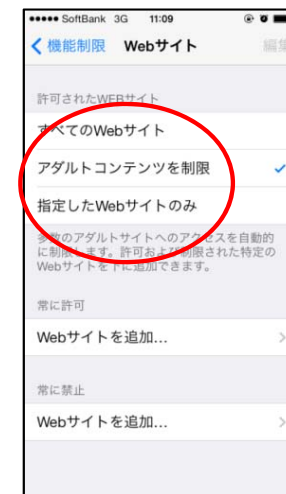 SoftBank 3G 11:09
機能制限 Webサイト 編集
許可されたWEBサイト
すべてのWebサイト
アダルトコンテンツを制限
指定したWebサイトのみ
多数のアダルトサイトへのアクセスを自動的
に制限します。許可および制限された特定の
Webサイトを下に追加できます。
常に許可
Webサイトを追加...
常に禁止
Webサイトを追加...